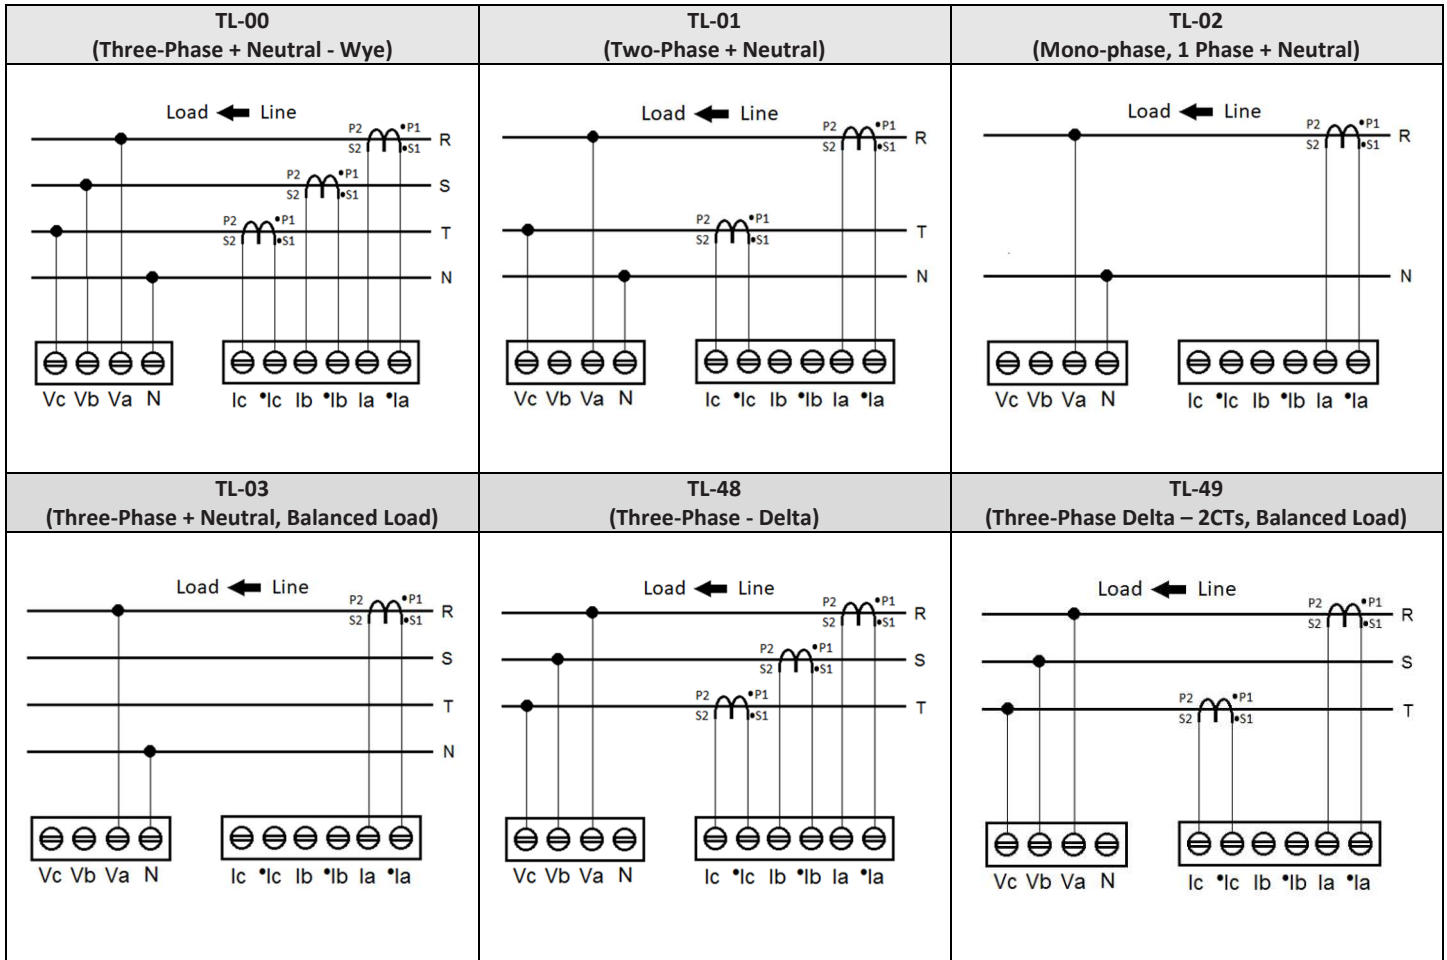 TL-00
(Three-Phase + Neutral - Wye)
TL-01
(Two-Phase + Neutral)
TL-02
(Mono-phase, 1 Phase + Neutral)
Load Line
P2 •P1
S2 •S1
R
P2 •P1
S2 •S1
S
P2 •P1
S2 •S1
T
N
Vc Vb Va N
Ic •Ic Ib •Ib Ia •Ia
Load Line
P2 •P1
S2 •S1
R
P2 •P1
S2 •S1
T
N
Vc Vb Va N
Ic •Ic Ib •Ib Ia •Ia
Load Line
P2 •P1
S2 •S1
R
N
Vc Vb Va N
Ic •Ic Ib •Ib Ia •Ia
TL-03
(Three-Phase + Neutral, Balanced Load)
TL-48
(Three-Phase - Delta)
TL-49
(Three-Phase Delta – 2CTs, Balanced Load)
Load Line
P2 •P1
S2 •S1
R
S
T
N
Vc Vb Va N
Ic •Ic Ib •Ib Ia •Ia
Load Line
P2 •P1
S2 •S1
R
P2 •P1
S2 •S1
S
P2 •P1
S2 •S1
T
Vc Vb Va N
Ic •Ic Ib •Ib Ia •Ia
Load Line
P2 •P1
S2 •S1
R
S
P2 •P1
S2 •S1
T
Vc Vb Va N
Ic •Ic Ib •Ib Ia •Ia